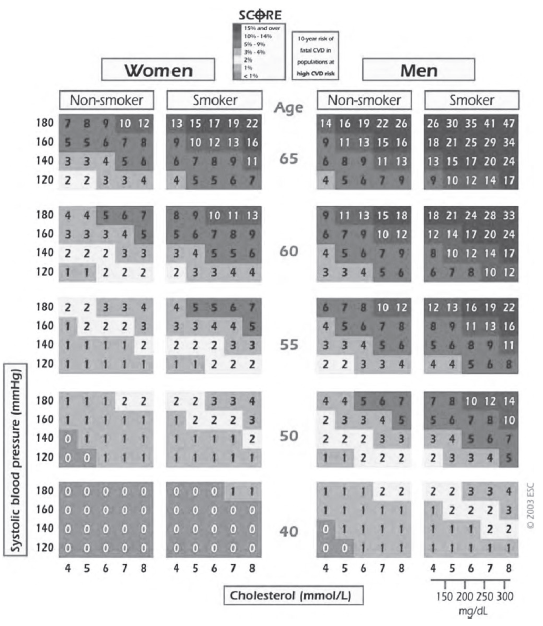 SCORE
15% and over
10% - 14%
5% - 9%
3% - 4%
2%
1%
< 1%
10-year risk of
fatal CVD in
populations at
high CVD risk
Women
Men
Non-smoker Smoker Age Non-smoker Smoker
180 7 8 9 10 12 13 15 17 19 22 14 16 19 22 26 26 30 35 41 47
160 5 5 6 7 8 9 10 12 13 16 9 11 13 15 16 18 21 25 29 34
65
140 3 3 4 5 6 6 7 8 9 11 6 8 9 11 13 13 15 17 20 24
120 2 2 3 3 4 4 5 5 6 7 4 5 6 7 9 9 10 12 14 17
180 4 4 5 6 7 8 9 10 11 13 9 11 13 15 18 18 21 24 28 33
160 3 3 3 4 5 5 6 7 8 9 6 7 9 10 12 12 14 17 20 24
60
140 2 2 2 3 3 3 4 5 5 6 4 5 6 7 9 8 10 12 14 17
120 1 1 2 2 2 2 3 3 4 4 3 3 4 5 6 6 7 8 10 12
180 2 2 3 3 4 4 5 5 6 7 6 7 8 10 12 12 13 16 19 22
160 1 2 2 2 3 3 3 4 4 5 4 5 6 7 8 8 9 11 13 16
55
140 1 1 1 1 2 2 2 2 3 3 3 3 4 5 6 5 6 8 9 11
120 1 1 1 1 1 1 1 2 2 2 2 2 3 3 4 4 4 5 6 8
180 1 1 1 2 2 2 2 3 3 4 4 4 5 6 7 7 8 10 12 14
160 1 1 1 1 1 1 2 2 2 3 2 3 3 4 5 5 6 7 8 10
50
140 0 1 1 1 1 1 1 1 1 2 2 2 2 3 3 3 4 5 6 7
120 0 0 1 1 1 1 1 1 1 1 1 1 2 2 2 2 3 3 4 5
180 0 0 0 0 0 0 0 0 1 1 1 1 1 2 2 2 2 3 3 4
160 0 0 0 0 0 0 0 0 0 0 1 1 1 1 1 1 2 2 2 3
40
140 0 0 0 0 0 0 0 0 0 0 0 1 1 1 1 1 1 1 2 2
120 0 0 0 0 0 0 0 0 0 0 0 0 1 1 1 1 1 1 1 1
4 5 6 7 8 4 5 6 7 8 4 5 6 7 8 4 5 6 7 8
Systolic blood pressure (mmHg)
Cholesterol (mmol/L)
150 200 250 300
mg/dL
© 2003 ESC